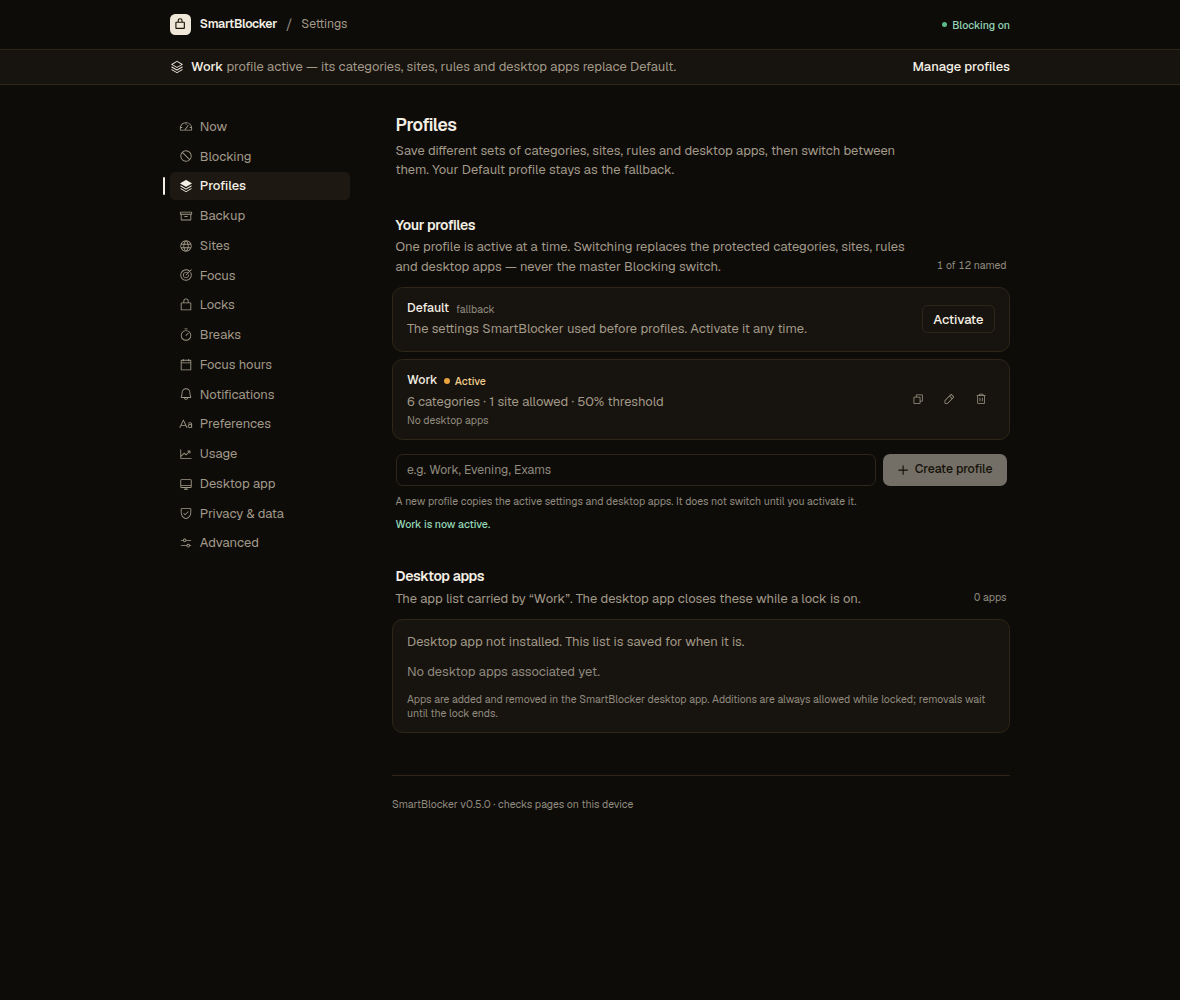 SmartBlocker / Settings
Blocking on
Work profile active — its categories, sites, rules and desktop apps replace Default.
Manage profiles
Now
Blocking
Profiles
Backup
Sites
Focus
Locks
Breaks
Focus hours
Notifications
Aa Preferences
Usage
Desktop app
Privacy & data
Advanced
Profiles
Save different sets of categories, sites, rules and desktop apps, then switch between
them. Your Default profile stays as the fallback.
Your profiles
One profile is active at a time. Switching replaces the protected categories, sites, rules
and desktop apps — never the master Blocking switch.
1 of 12 named
Default fallback
The settings SmartBlocker used before profiles. Activate it any time.
Activate
Work Active
6 categories · 1 site allowed · 50% threshold
No desktop apps
e.g. Work, Evening, Exams
Create profile
A new profile copies the active settings and desktop apps. It does not switch until you activate it.
Work is now active.
Desktop apps
The app list carried by “Work”. The desktop app closes these while a lock is on.
0 apps
Desktop app not installed. This list is saved for when it is.
No desktop apps associated yet.
Apps are added and removed in the SmartBlocker desktop app. Additions are always allowed while locked; removals wait
until the lock ends.
SmartBlocker v0.5.0 · checks pages on this device